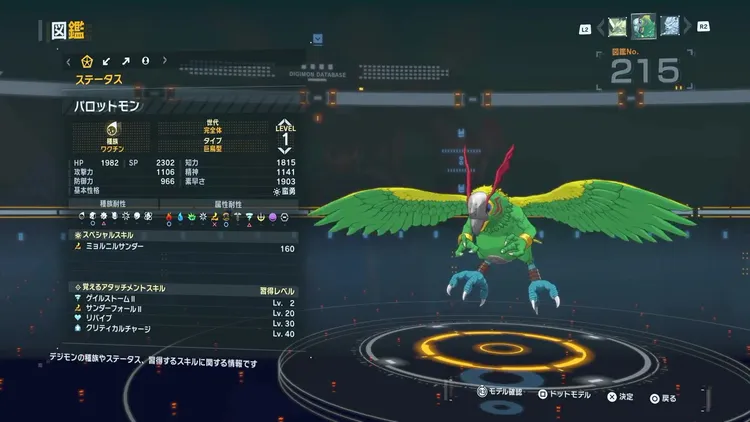 図鑑
L2
R2
ステータス
DIGIMON DATABASE
図鑑No.
215
パロットモン
種族
ワクチン
世代
完全体
タイプ
巨鳥型
LEVEL
1
HP 1982 SP 2302 知力 1815
攻撃力 1106 精神 1141
防御力 966 素早さ 1903
基本性格 蛮勇
種族耐性 属性耐性
スペシャルスキル
ミョルニルサンダー 160
覚えるアタッチメントスキル 習得レベル
ゲイルストームⅡ Lv. 2
サンダーフォールⅡ Lv. 20
リバイブ Lv. 30
クリティカルチャージ Lv. 40
デジモンの種族やステータス、習得するスキルに関する情報です
R3 モデル確認 ドットモデル 決定 戻る